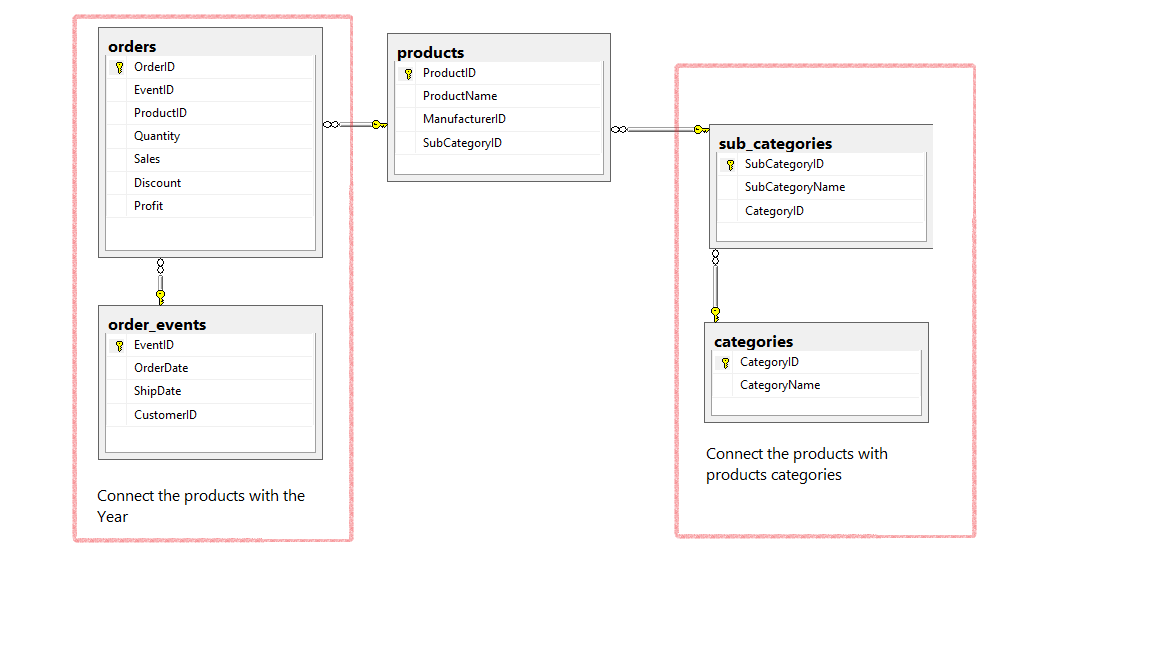 orders
OrderID
EventID
ProductID
Quantity
Sales
Discount
Profit
order_events
EventID
OrderDate
ShipDate
CustomerID
Connect the products with the
Year
products
ProductID
ProductName
ManufacturerID
SubCategoryID
sub_categories
SubCategoryID
SubCategoryName
CategoryID
categories
CategoryID
CategoryName
Connect the products with
products categories